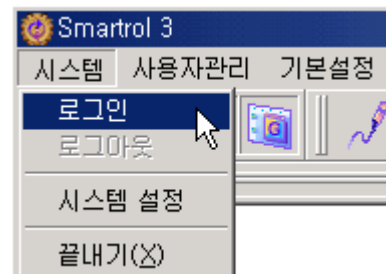 Smartrol 3
시스템 사용자관리 기본설정
로그인
로그아웃
시스템 설정
끝내기(X)